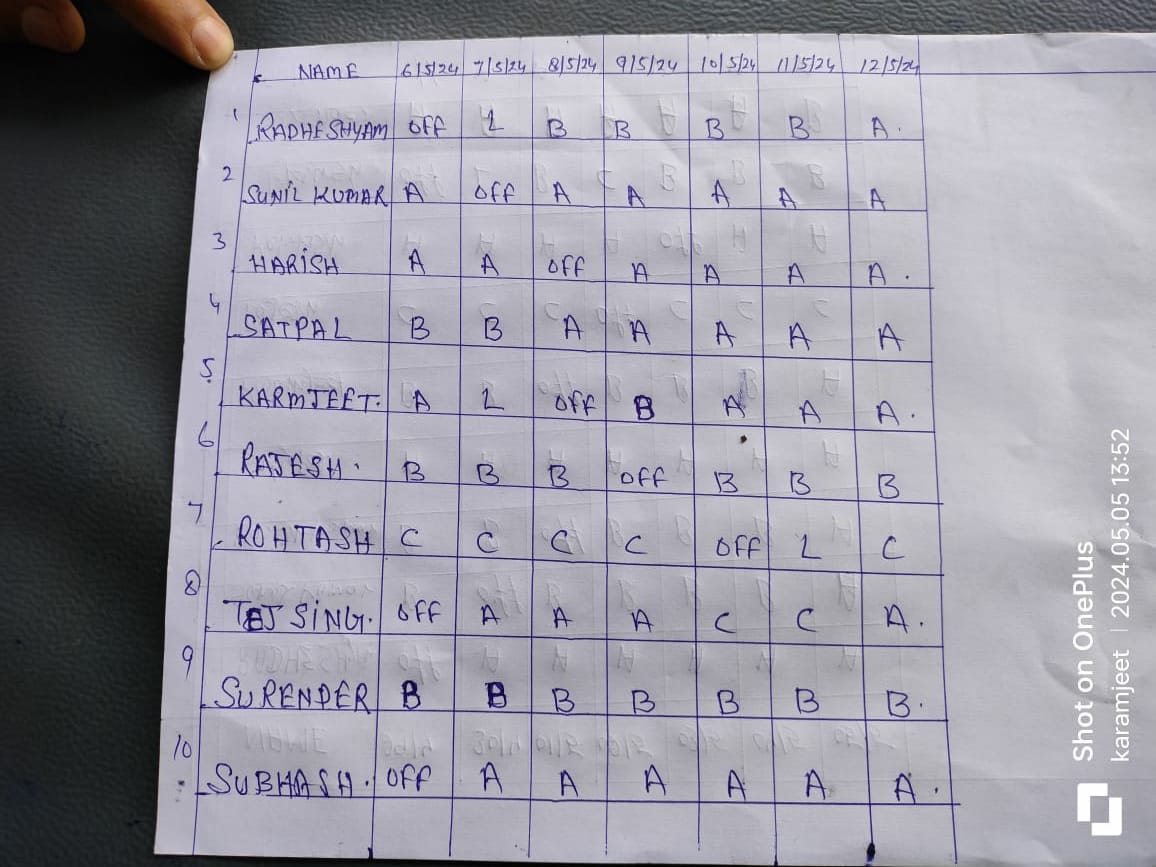 NAME 6/5/24 7/5/24 8/5/24 9/5/24 10/5/24 11/5/24 12/5/24
1 RADHESHYAM OFF L B B B B A.
2 SUNIL KUMAR A OFF A A A A A
3 HARISH A A OFF A A A A.
4 SATPAL B B A A A A A
5. KARMJEET. A L OFF B A A A.
6 RAJESH. B B B OFF B B B
7 ROHTASH C C C C OFF L C
8 TEJ SING. OFF A A A C C A.
9 SURENDER B B B B B B B.
10 SUBHASH. OFF A A A A A A.
Shot on OnePlus
karamjeet | 2024.05.05 13:52